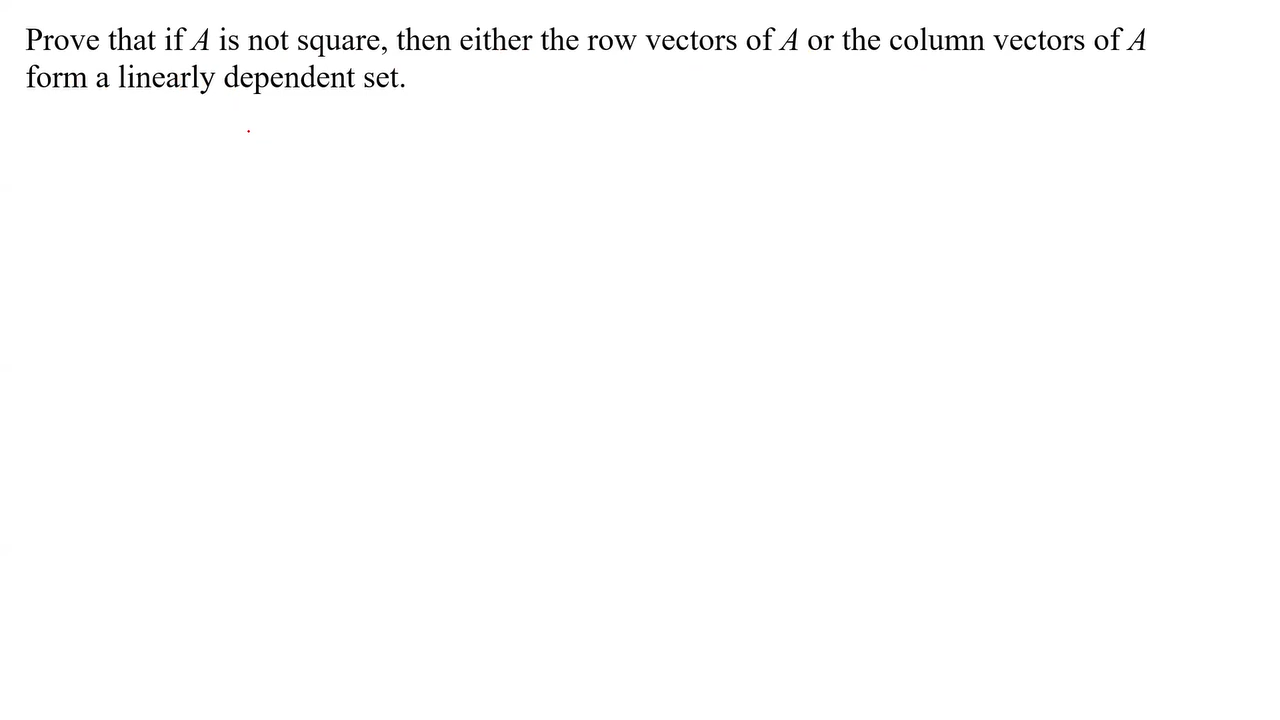 Prove that if A is not square, then either the row vectors of A or the column vectors of A
form a linearly dependent set.